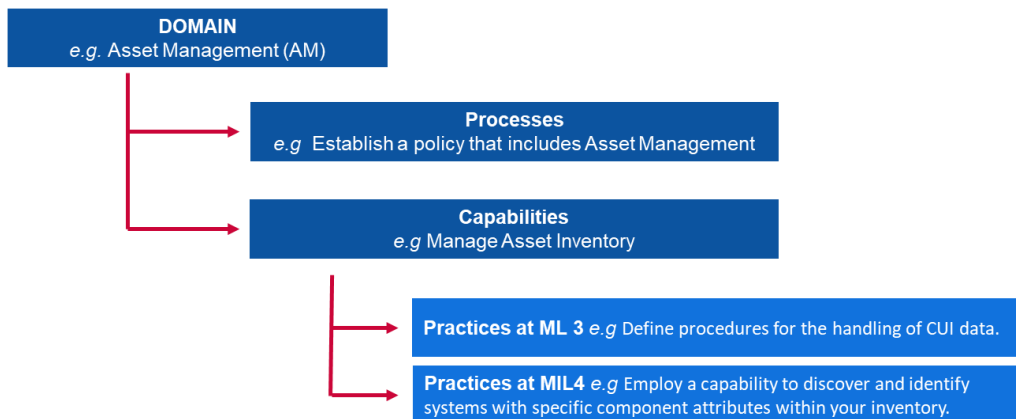 DOMAIN
e.g. Asset Management (AM)
Processes
e.g Establish a policy that includes Asset Management
Capabilities
e.g Manage Asset Inventory
Practices at ML 3 e.g Define procedures for the handling of CUI data.
Practices at MIL4 e.g Employ a capability to discover and identify
systems with specific component attributes within your inventory.